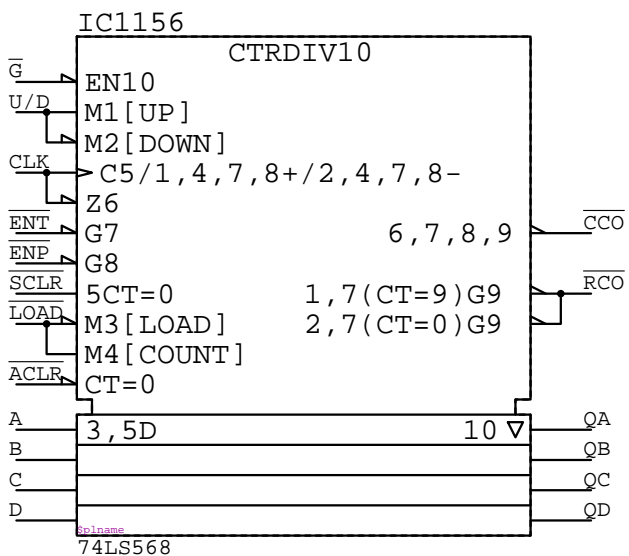 IC1156
CTRDIV10
G
EN10
U/D
M1[UP]
M2[DOWN]
CLK
C5/1,4,7,8+/2,4,7,8-
Z6
ENT
G7
6,7,8,9
CCO
ENP
G8
SCLR
5CT=0
1,7(CT=9)G9
RCO
LOAD
M3[LOAD]
2,7(CT=0)G9
M4[COUNT]
ACLR
CT=0
A
3,5D
10 ▽
QA
B
QB
C
QC
D
QD
$plname
74LS568